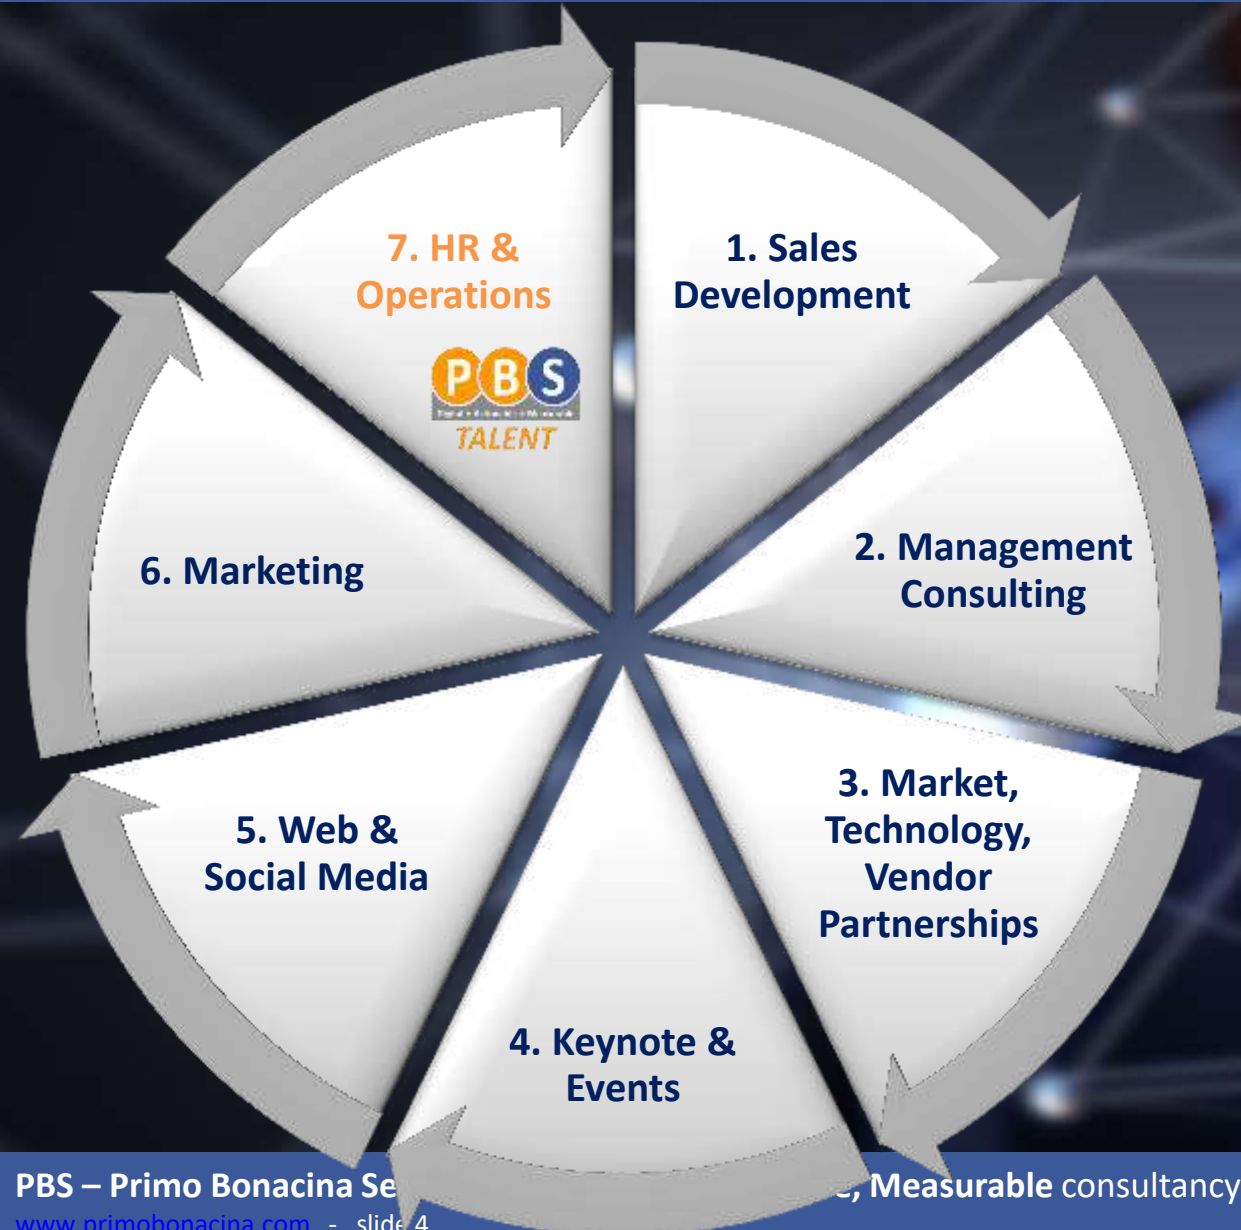 7. HR &
Operations
PBS
TALENT
1. Sales
Development
2. Management
Consulting
3. Market,
Technology,
Vendor
Partnerships
4. Keynote &
Events
5. Web &
Social Media
6. Marketing
PBS – Primo Bonacina Se , Measurable consultancy
www.primobonacina.com - slide 4